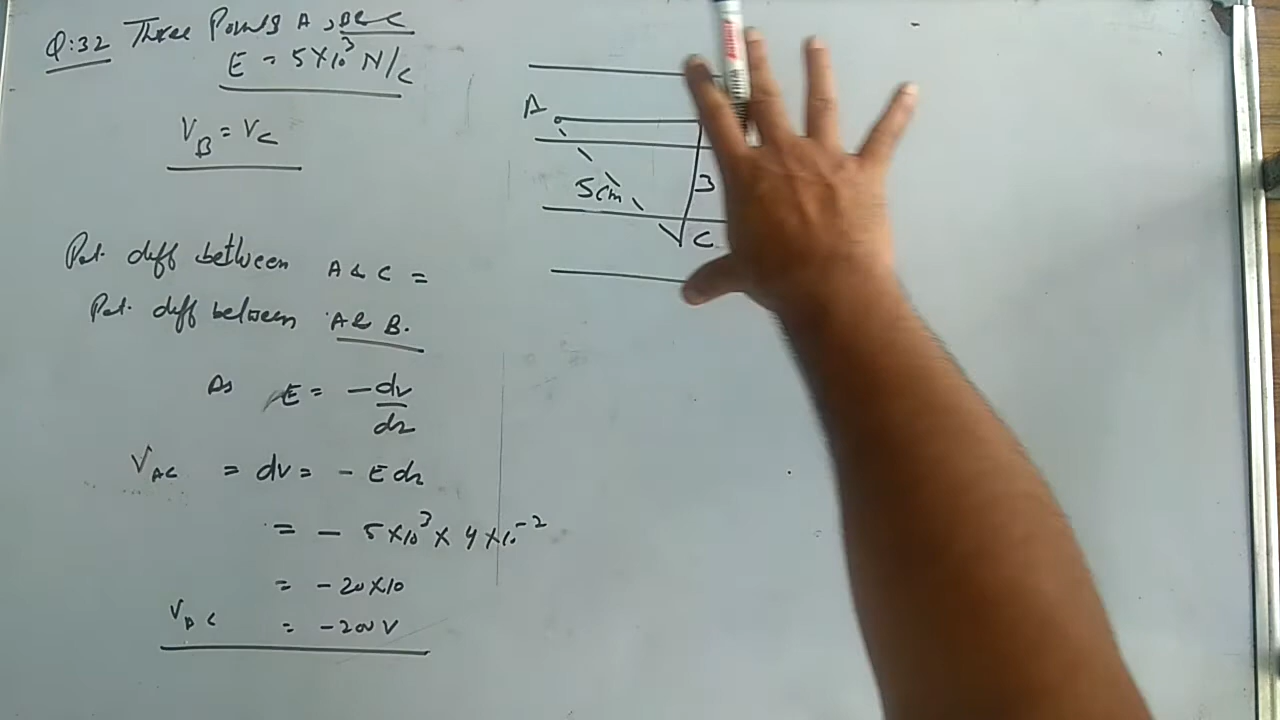 Q:32 Three Points A, B & C
E = 5×10³ N/C
V_B = V_C
A
5cm
3
C
Pot. diff between A & C =
Pot. diff between A & B.
As E = -dv/dr
V_AC = dv = - E dr
= - 5×10³ × 4×10⁻²
= -20×10
V_AC = -200 V